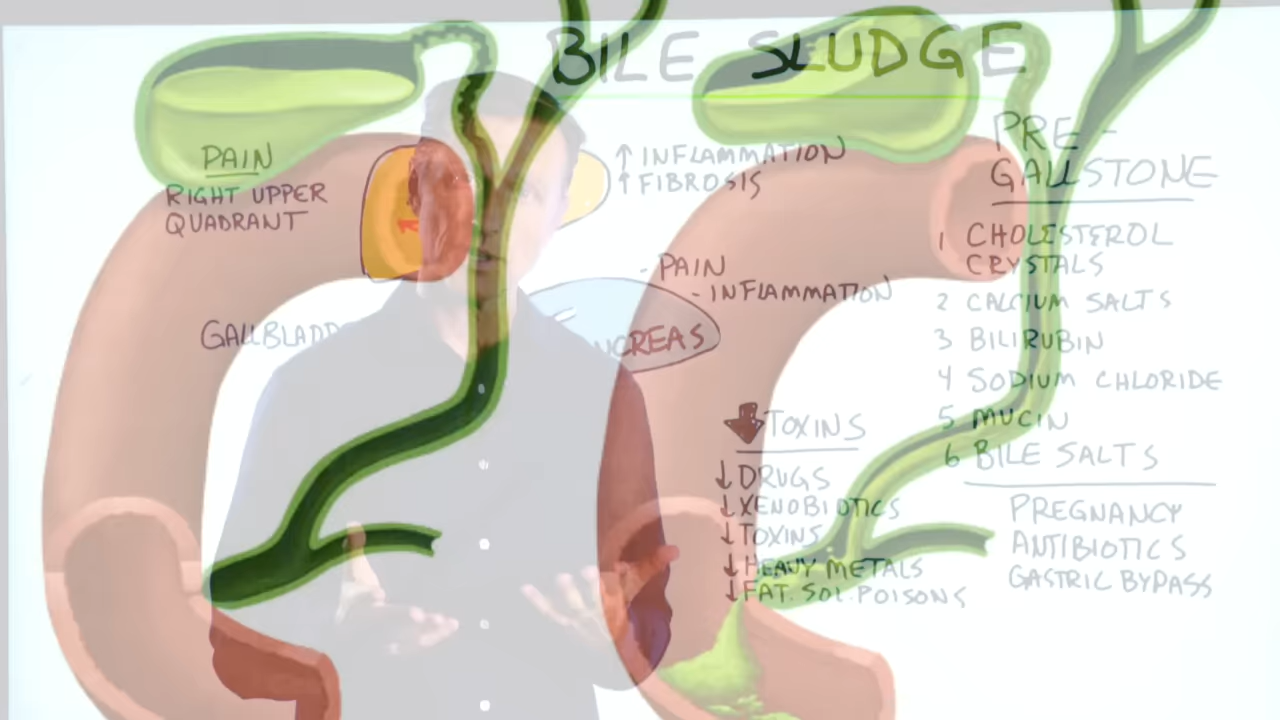 BILE SLUDGE
PAIN
RIGHT UPPER
QUADRANT
↑ INFLAMMATION
↑ FIBROSIS
- PAIN
- INFLAMMATION
GALLBLADD
NCREAS
↓ TOXINS
↓ DRUGS
↓ XENOBIOTICS
↓ TOXINS
↓ HEAVY METALS
↓ FAT. SOL. POISONS
PRE-
GALLSTONE
1 CHOLESTEROL
CRYSTALS
2 CALCIUM SALTS
3 BILIRUBIN
4 SODIUM CHLORIDE
5 MUCIN
6 BILE SALTS
PREGNANCY
ANTIBIOTICS
GASTRIC BYPASS